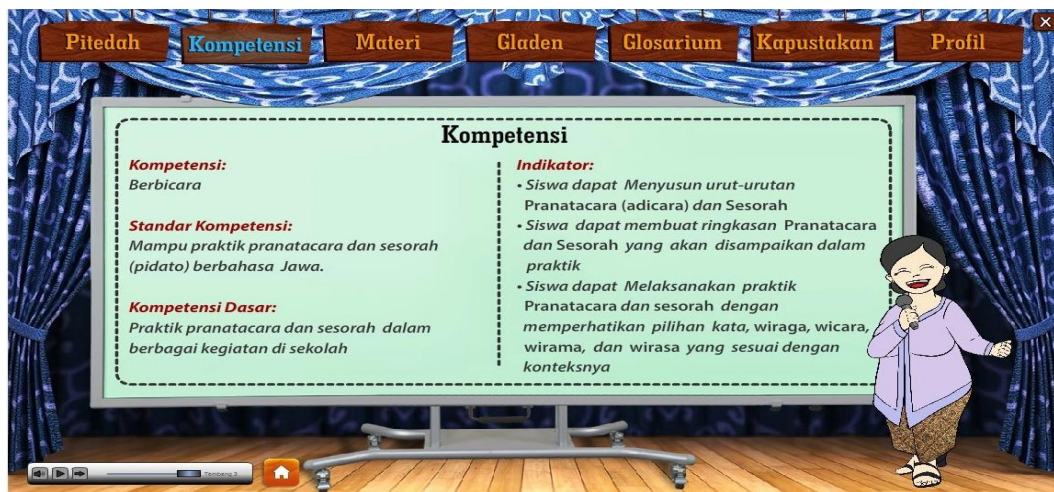 Pitedah
Kompetensi
Materi
Gladen
Glosarium
Kapustakan
Profil
Kompetensi
Kompetensi:
Berbicara
Standar Kompetensi:
Mampu praktik pranatacara dan sesorah
(pidato) berbahasa Jawa.
Kompetensi Dasar:
Praktik pranatacara dan sesorah dalam
berbagai kegiatan di sekolah
Indikator:
• Siswa dapat Menyusun urut-urutan
Pranatacara (adicara) dan Sesorah
• Siswa dapat membuat ringkasan Pranatacara
dan Sesorah yang akan disampaikan dalam
praktik
• Siswa dapat Melaksanakan praktik
Pranatacara dan sesorah dengan
memperhatikan pilihan kata, wiraga, wicara,
wirama, dan wirasa yang sesuai dengan
konteksnya
Tembang 3